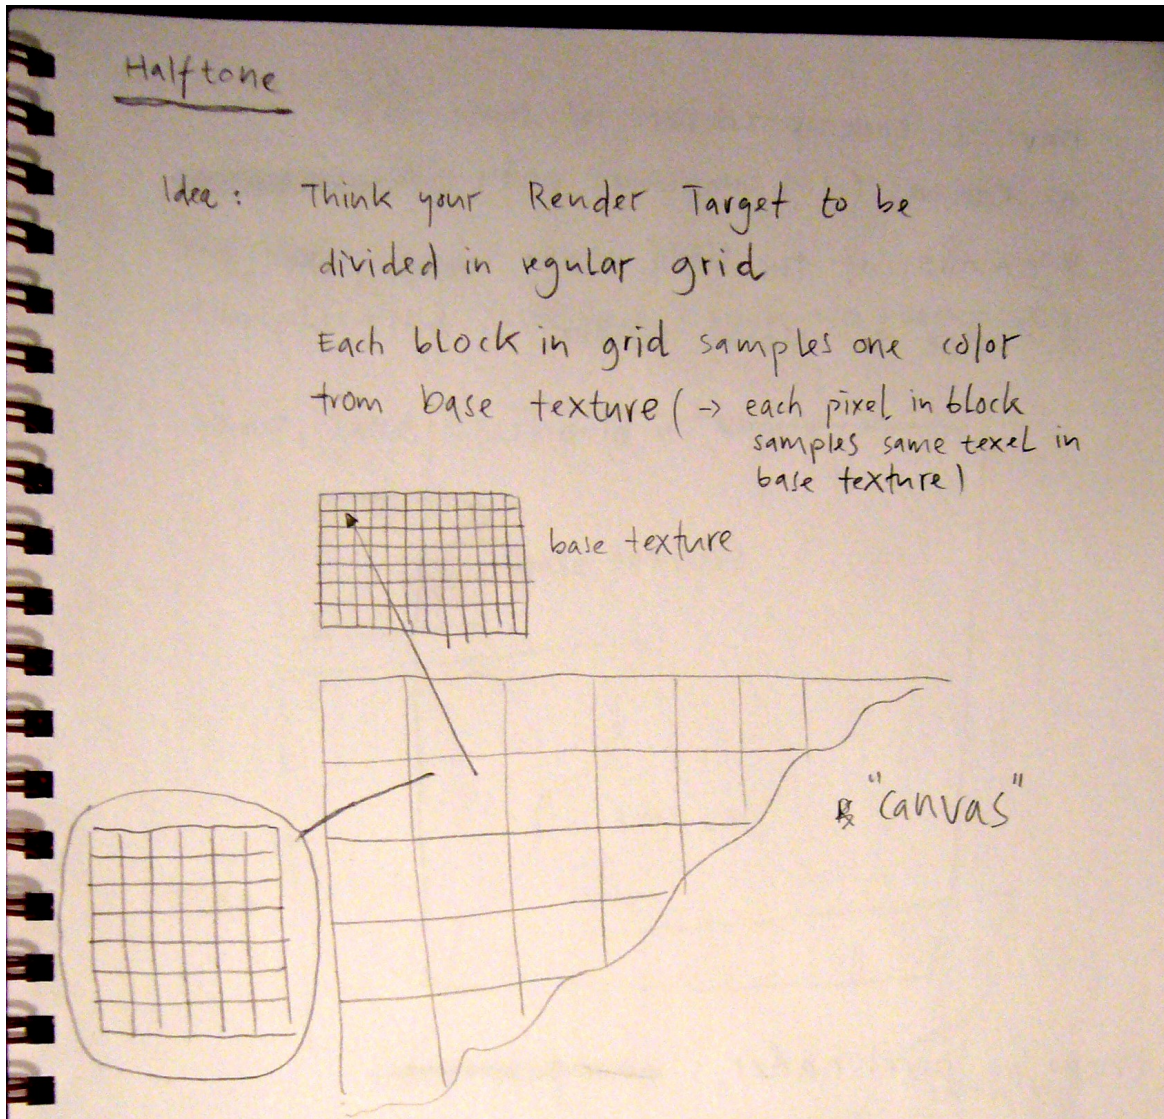 Halftone
Idea: Think your Render Target to be
divided in regular grid
Each block in grid samples one color
from base texture (→ each pixel in block
samples same texel in
base texture)
base texture
"canvas"